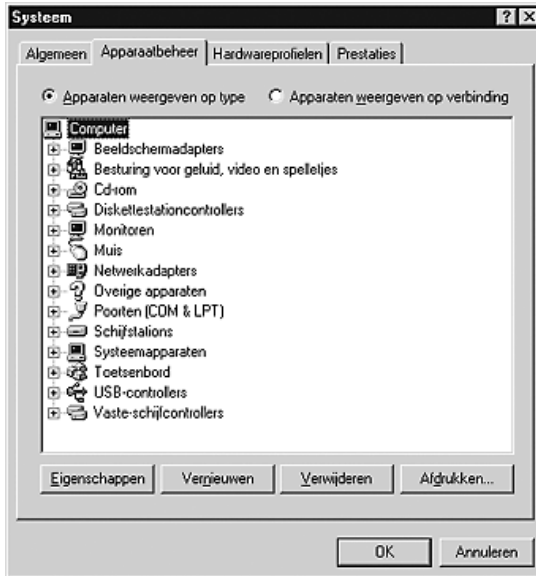 Systeem
Algemeen Apparaatbeheer Hardwareprofielen Prestaties
Apparaten weergeven op type Apparaten weergeven op verbinding
Computer
Beeldschermadapters
Besturing voor geluid, video en spelletjes
Cd-rom
Diskettestationcontrollers
Monitoren
Muis
Netwerkadapters
Overige apparaten
Poorten (COM & LPT)
Schijfstations
Systeemapparaten
Toetsenbord
USB-controllers
Vaste-schijfcontrollers
Eigenschappen Vernieuwen Verwijderen Afdrukken...
OK Annuleren